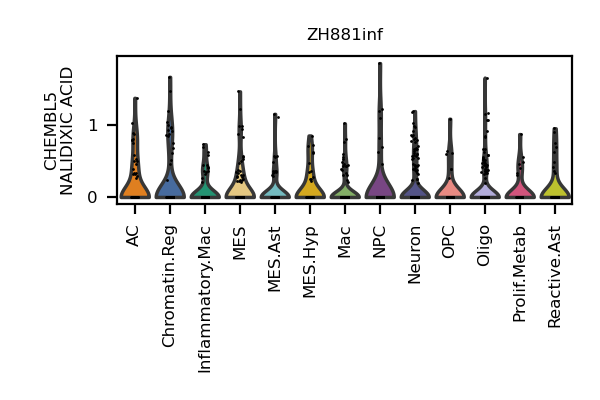 ZH881inf
CHEMBL5
NALIDIXIC ACID
1
0
AC
Chromatin.Reg
Inflammatory.Mac
MES
MES.Ast
MES.Hyp
Mac
NPC
Neuron
OPC
Oligo
Prolif.Metab
Reactive.Ast